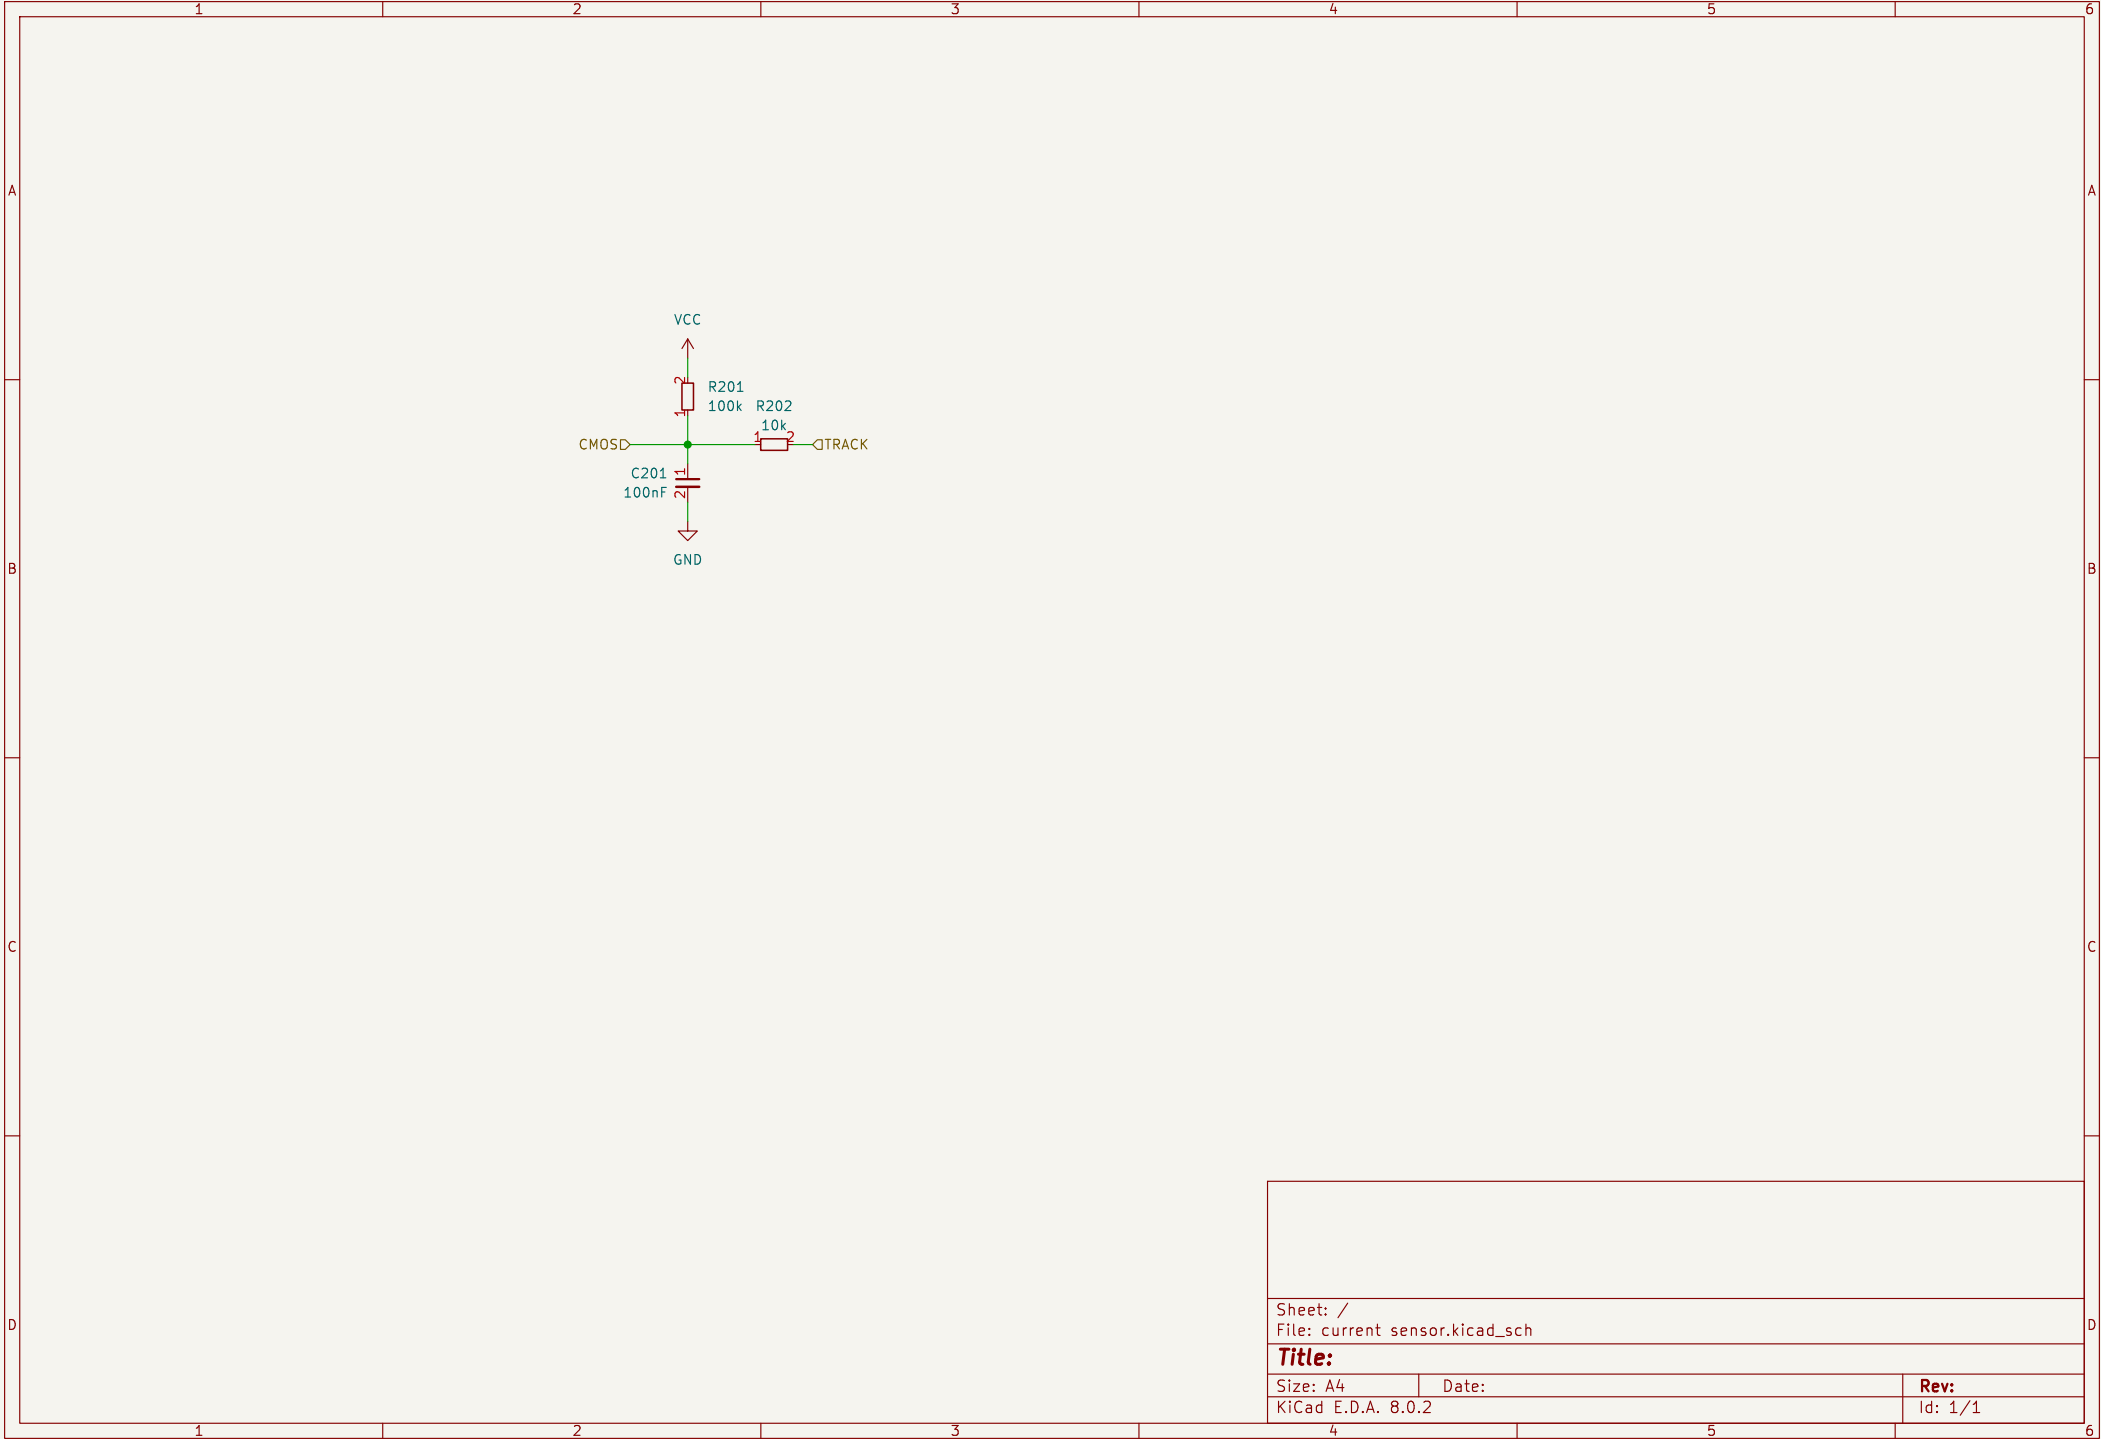 1 2 3 4 5 6
A A
VCC
2
R201
100k
1
R202
10k
CMOS
1 2
TRACK
C201
100nF
1
2
GND
B B
C C
D D
Sheet: /
File: current sensor.kicad_sch
Title:
Size: A4 Date: Rev:
KiCad E.D.A. 8.0.2 Id: 1/1
1 2 3 4 5 6